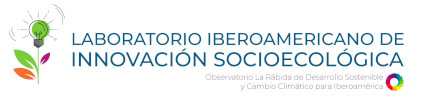 LABORATORIO IBEROAMERICANO DE
INNOVACIÓN SOCIOECOLÓGICA
Observatorio La Rábida de Desarrollo Sostenible
y Cambio Climático para Iberoamérica